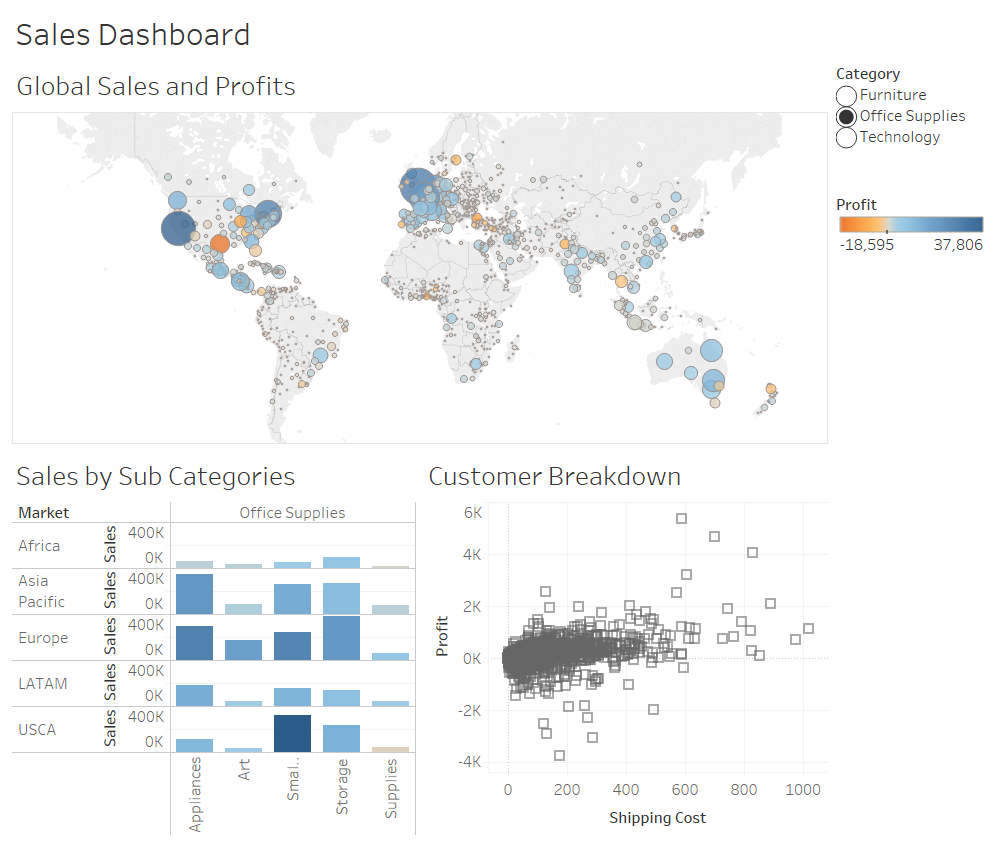 Sales Dashboard
Global Sales and Profits
Category
Furniture
Office Supplies
Technology
Profit
-18,595 37,806
Sales by Sub Categories
Market Office Supplies
Africa Sales 400K 0K
Asia Pacific Sales 400K 0K
Europe Sales 400K 0K
LATAM Sales 400K 0K
USCA Sales 400K 0K
Appliances Art Smal.. Storage Supplies
Customer Breakdown
Profit
6K
4K
2K
0K
-2K
-4K
0 200 400 600 800 1000
Shipping Cost